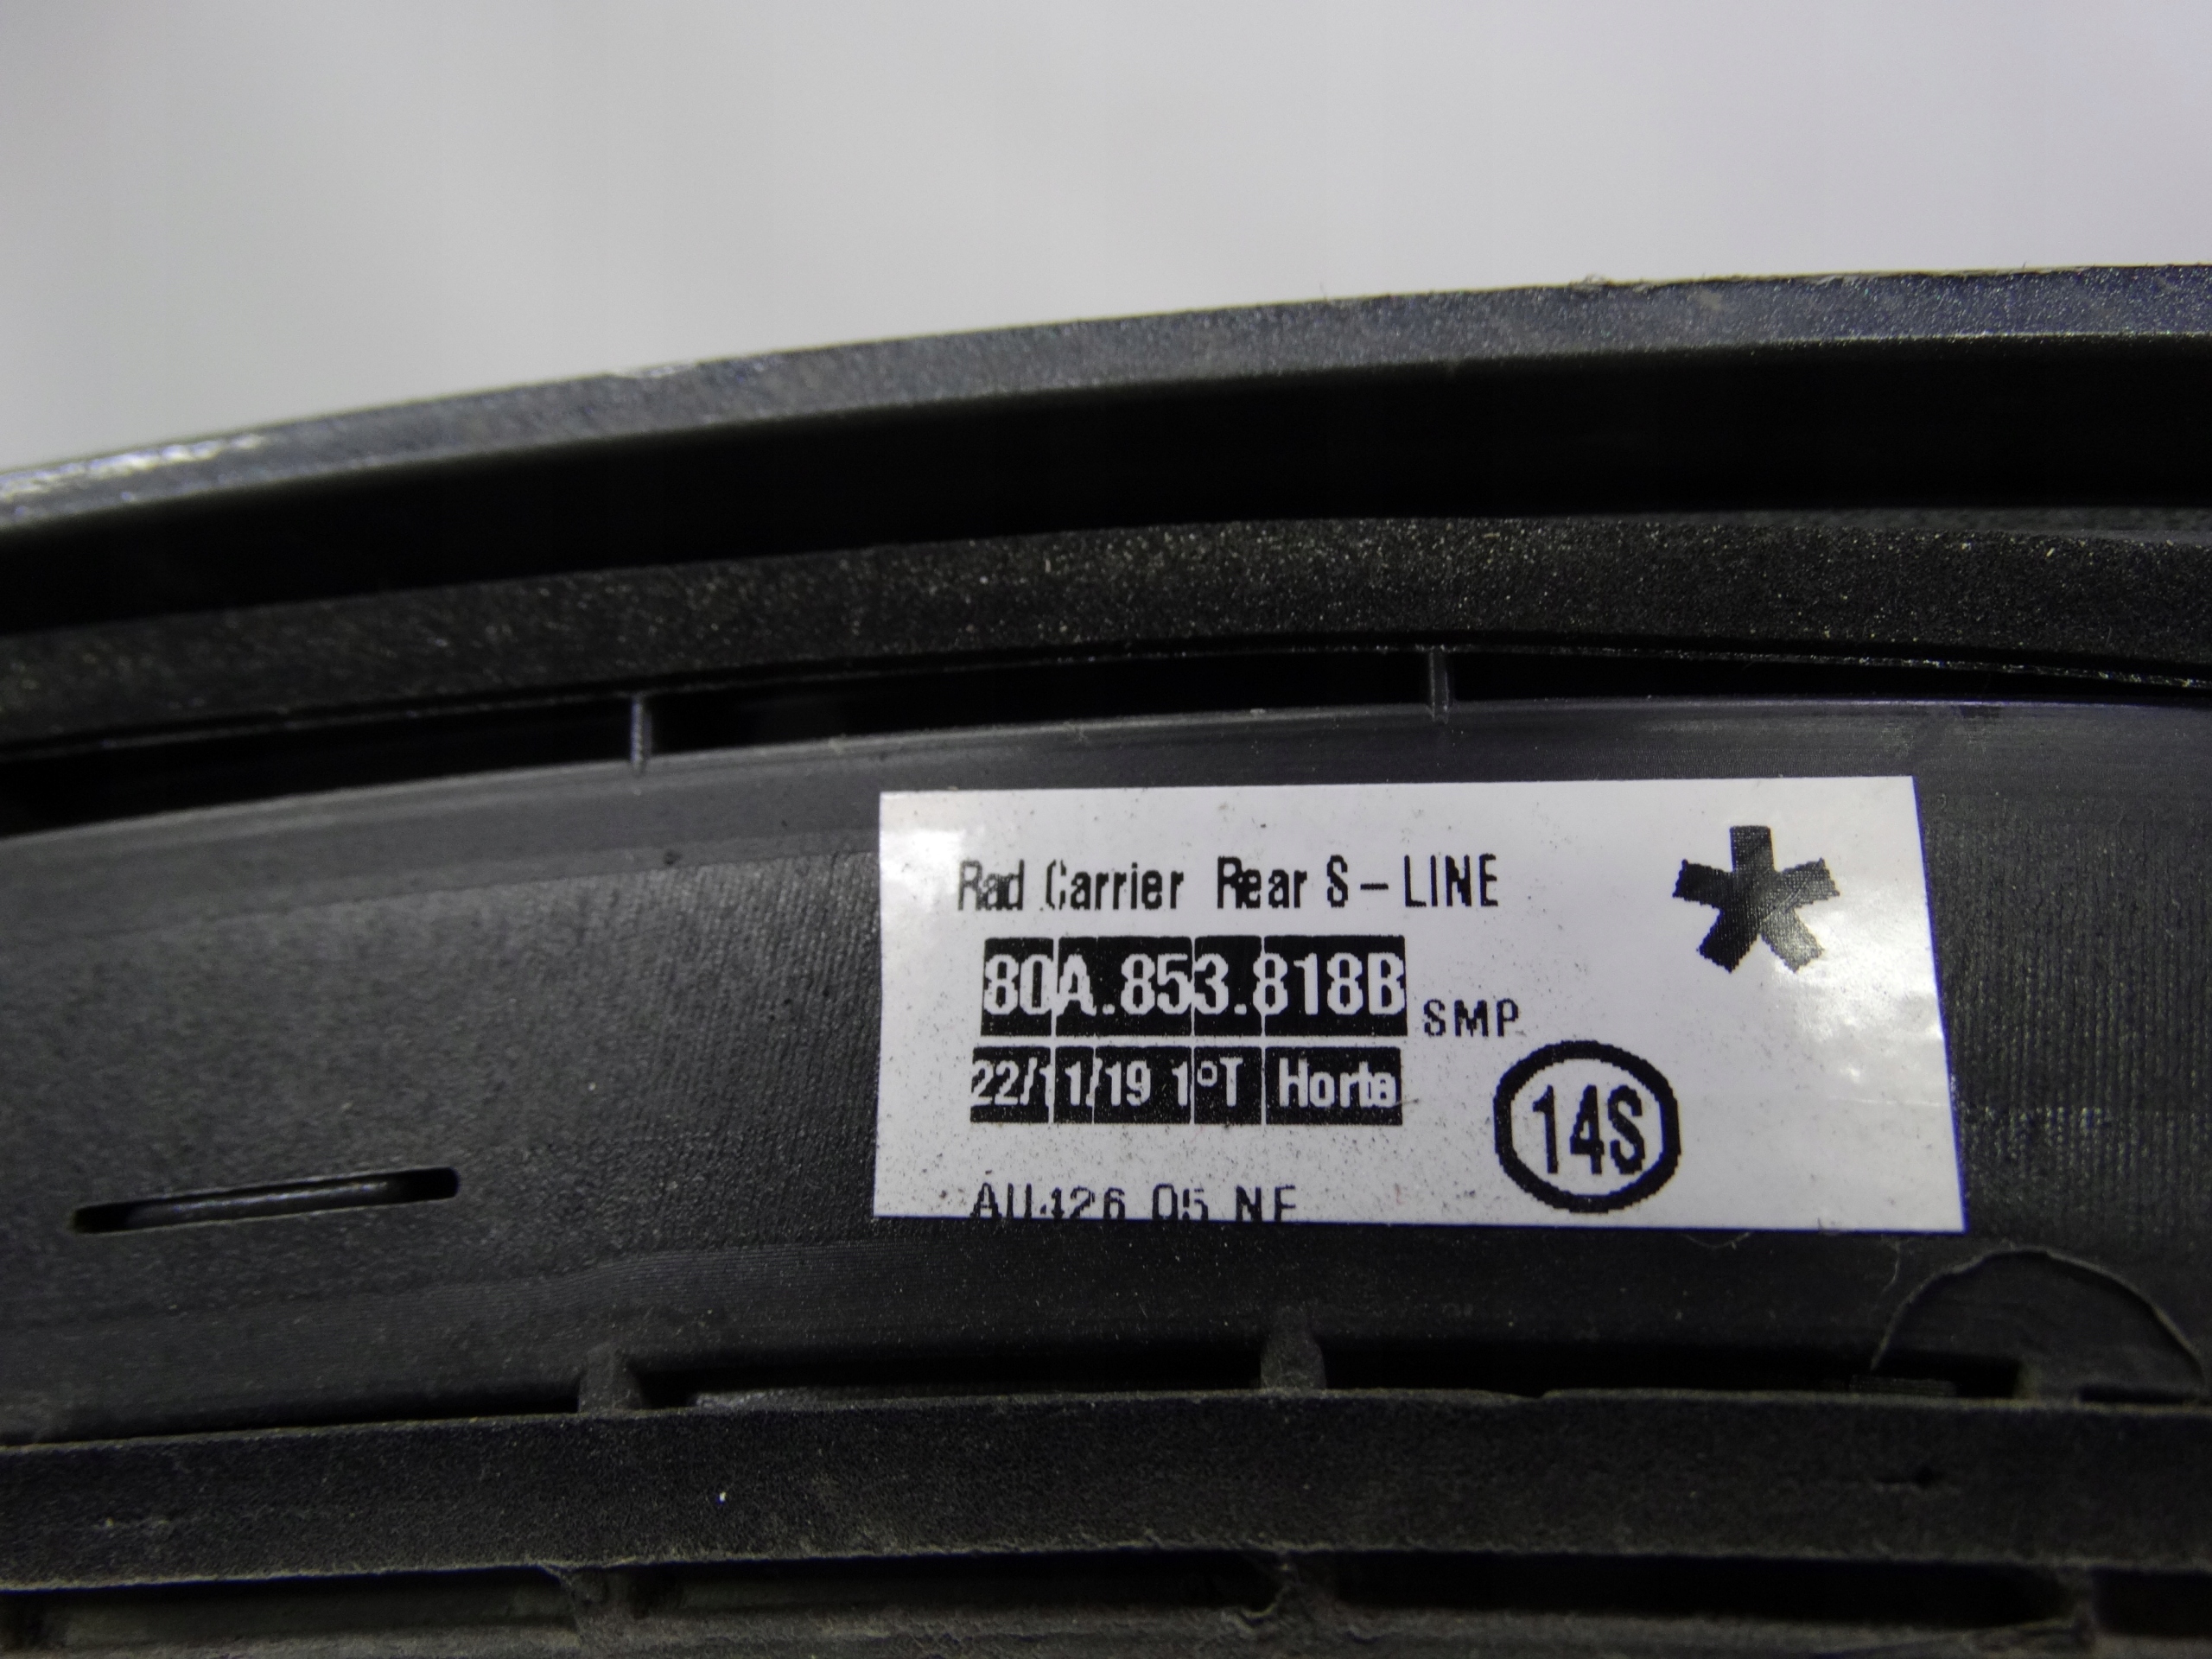 Rad Carrier Rear S-LINE
80A.853.818B SMP
22/11/19 1°T Horta
14S
AU426 05 NF